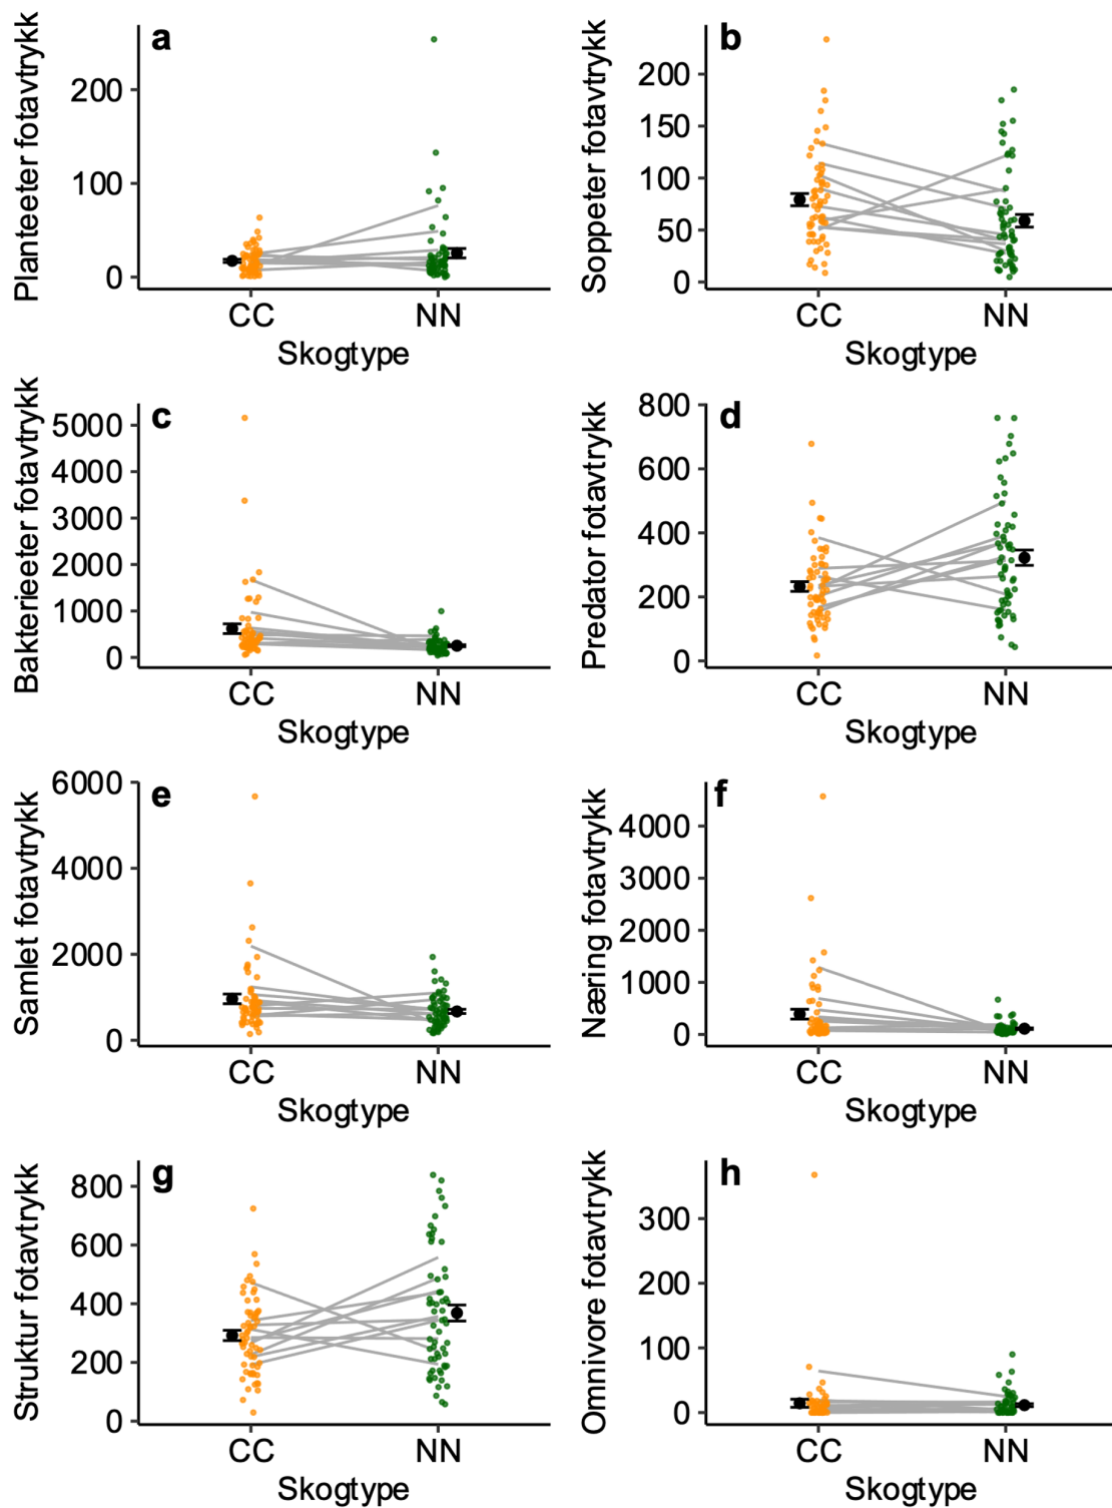 a
Planteeter fotavtrykk
200
100
0
CC NN
Skogtype
b
Soppeter fotavtrykk
200
150
100
50
0
CC NN
Skogtype
c
Bakterieeter fotavtrykk
5000
4000
3000
2000
1000
0
CC NN
Skogtype
d
Predator fotavtrykk
800
600
400
200
0
CC NN
Skogtype
e
Samlet fotavtrykk
6000
4000
2000
0
CC NN
Skogtype
f
Næring fotavtrykk
4000
3000
2000
1000
0
CC NN
Skogtype
g
Struktur fotavtrykk
800
600
400
200
0
CC NN
Skogtype
h
Omnivore fotavtrykk
300
200
100
0
CC NN
Skogtype